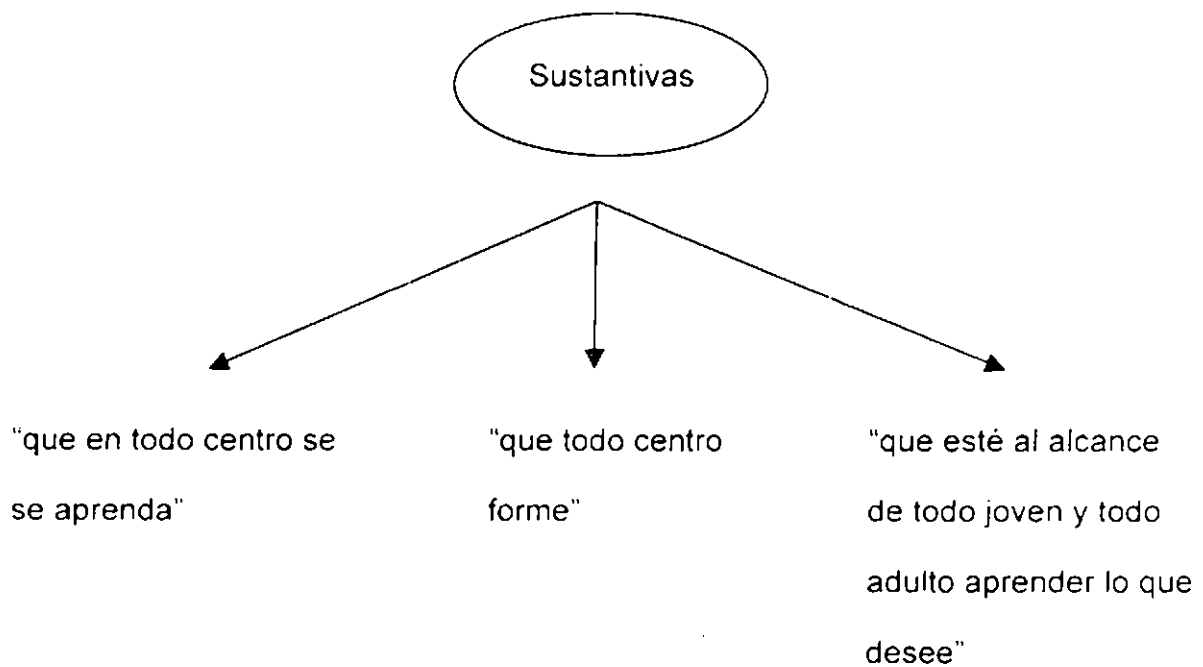 Sustantivas
"que en todo centro se
se aprenda"
"que todo centro
forme"
"que esté al alcance
de todo joven y todo
adulto aprender lo que
desee"